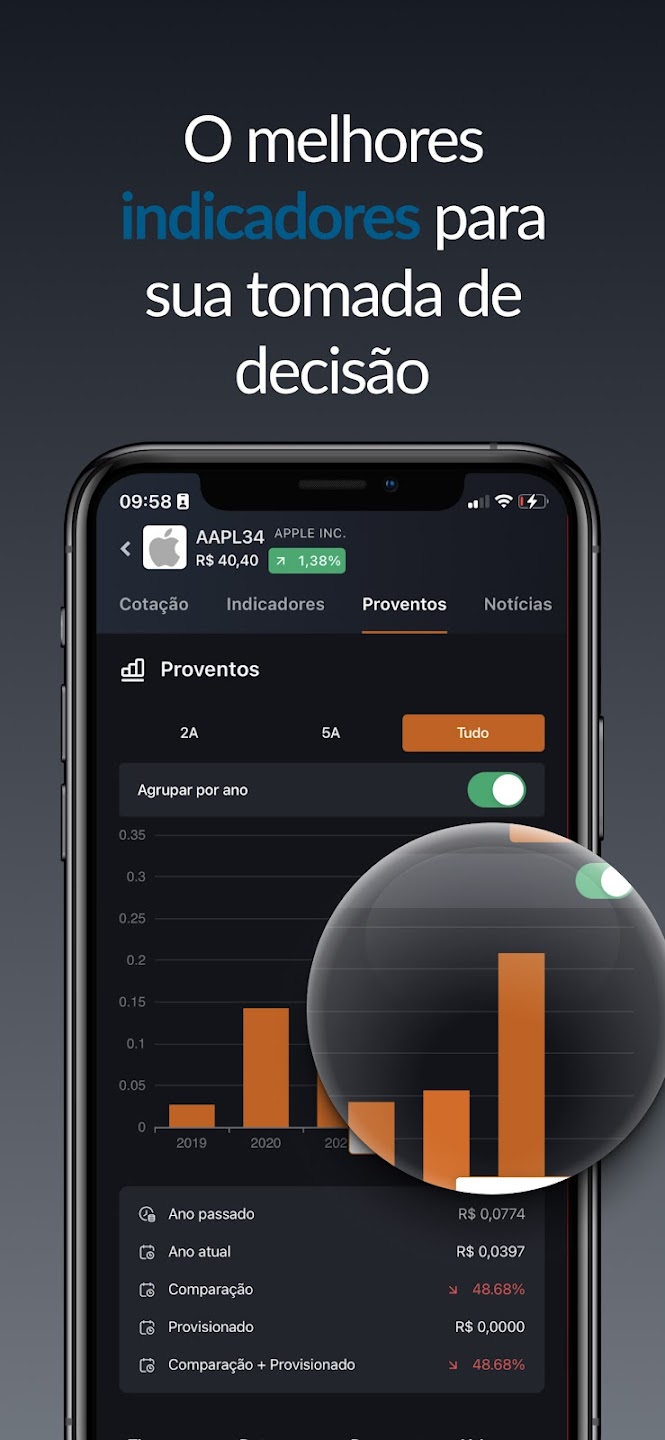 O melhores
indicadores para
sua tomada de
decisão
09:58
AAPL34 APPLE INC.
R$ 40,40 1,38%
Cotação Indicadores Proventos Notícias
Proventos
2A 5A Tudo
Agrupar por ano
0.35
0.3
0.25
0.2
0.15
0.1
0.05
0
2019 2020
Ano passado R$ 0,0774
Ano atual R$ 0,0397
Comparação 48.68%
Provisionado R$ 0,0000
Comparação + Provisionado 48.68%